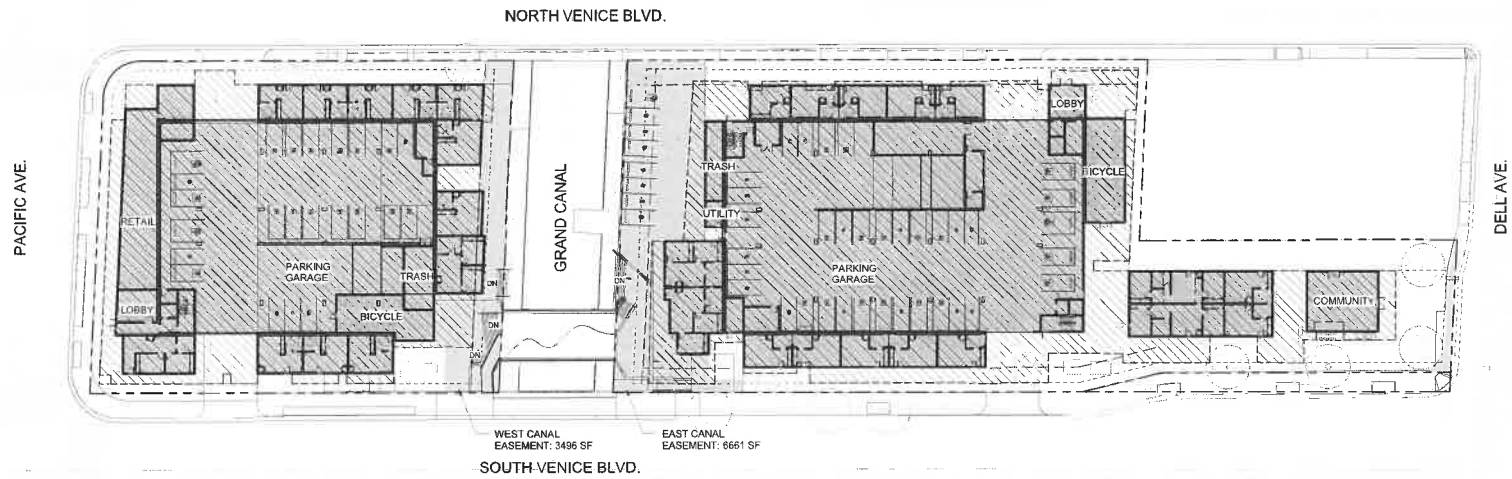 NORTH VENICE BLVD.
PACIFIC AVE.
RETAIL
LOBBY
PARKING
GARAGE
TRASH
BICYCLE
DN
DN
DN
GRAND CANAL
DN
TRASH
UTILITY
PARKING
GARAGE
LOBBY
BICYCLE
COMMUNITY
DELL AVE.
WEST CANAL
EASEMENT: 3496 SF
EAST CANAL
EASEMENT: 6661 SF
SOUTH VENICE BLVD.